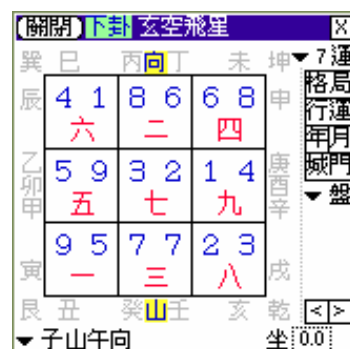 (關閉) 下卦 玄空飛星 X
巽 巳 丙 向 丁 未 坤 ▼ 7 運
辰 4 1 8 6 6 8 申 格局
六 二 四 行運
乙 5 9 3 2 1 4 庚 年月
卯 酉 城門
甲 五 七 九 辛 ▼ 盤
9 5 7 7 2 3
寅 一 三 八 戌
艮 丑 癸 山 壬 亥 乾 < >
▼ 子山午向 坐 0.0